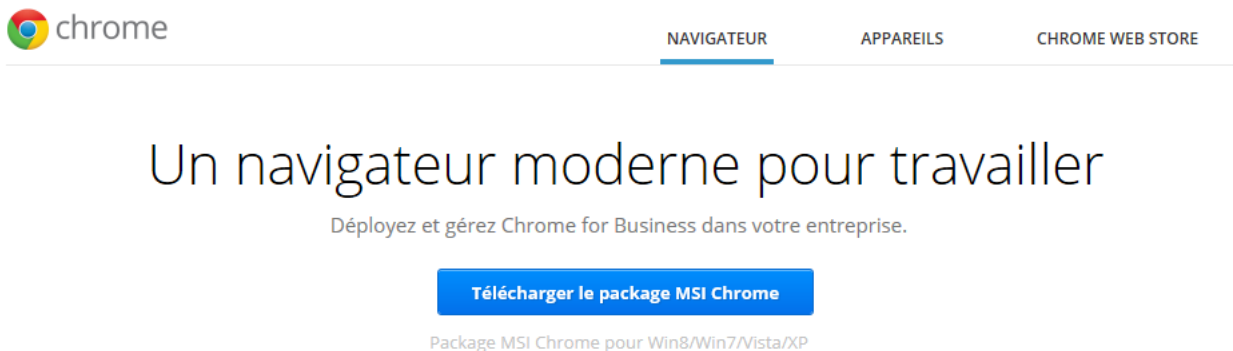 chrome
NAVIGATEUR APPAREILS CHROME WEB STORE
Un navigateur moderne pour travailler
Déployez et gérez Chrome for Business dans votre entreprise.
Télécharger le package MSI Chrome
Package MSI Chrome pour Win8/Win7/Vista/XP